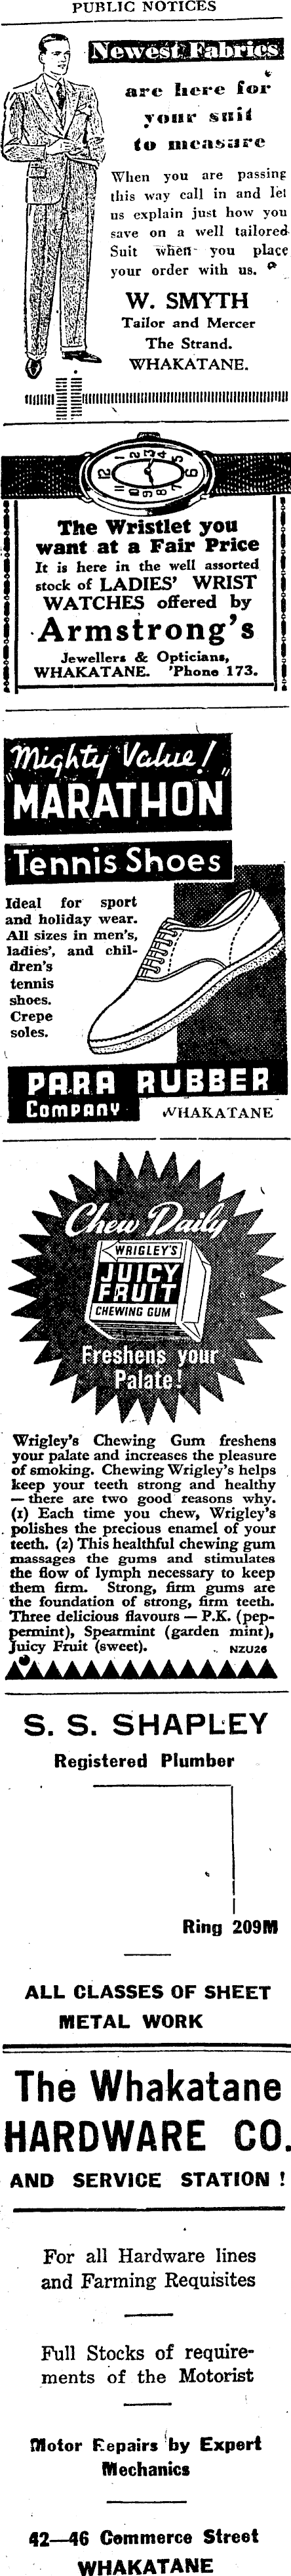 PUBLIC NOTICES
Newest Fabrics
are here for
your suit
to measure
When you are passing
this way call in and let
us explain just how you
save on a well tailored
Suit when you place
your order with us.
W. SMYTH
Tailor and Mercer
The Strand.
WHAKATANE.
The Wristlet you
want at a Fair Price
It is here in the well assorted
stock of LADIES' WRIST
WATCHES offered by
Armstrong's
Jewellers & Opticians,
WHAKATANE. 'Phone 173.
"Mighty Value!"
MARATHON
Tennis Shoes
Ideal for sport
and holiday wear.
All sizes in men's,
ladies', and chil-
dren's
tennis
shoes.
Crepe
soles.
PARA RUBBER
COMPANY WHAKATANE
Chew Daily
WRIGLEY'S
JUICY
FRUIT
CHEWING GUM
Freshens your
Palate!
Wrigley's Chewing Gum freshens
your palate and increases the pleasure
of smoking. Chewing Wrigley's helps
keep your teeth strong and healthy
—there are two good reasons why.
(1) Each time you chew, Wrigley's
polishes the precious enamel of your
teeth. (2) This healthful chewing gum
massages the gums and stimulates
the flow of lymph necessary to keep
them firm. Strong, firm gums are
the foundation of strong, firm teeth.
Three delicious flavours — P.K. (pep-
permint), Spearmint (garden mint),
Juicy Fruit (sweet). NZU26
S. S. SHAPLEY
Registered Plumber
Ring 209M
ALL CLASSES OF SHEET
METAL WORK
The Whakatane
HARDWARE CO.
AND SERVICE STATION !
For all Hardware lines
and Farming Requisites
Full Stocks of require-
ments of the Motorist
Motor Repairs by Expert
Mechanics
42—46 Commerce Street
WHAKATANE